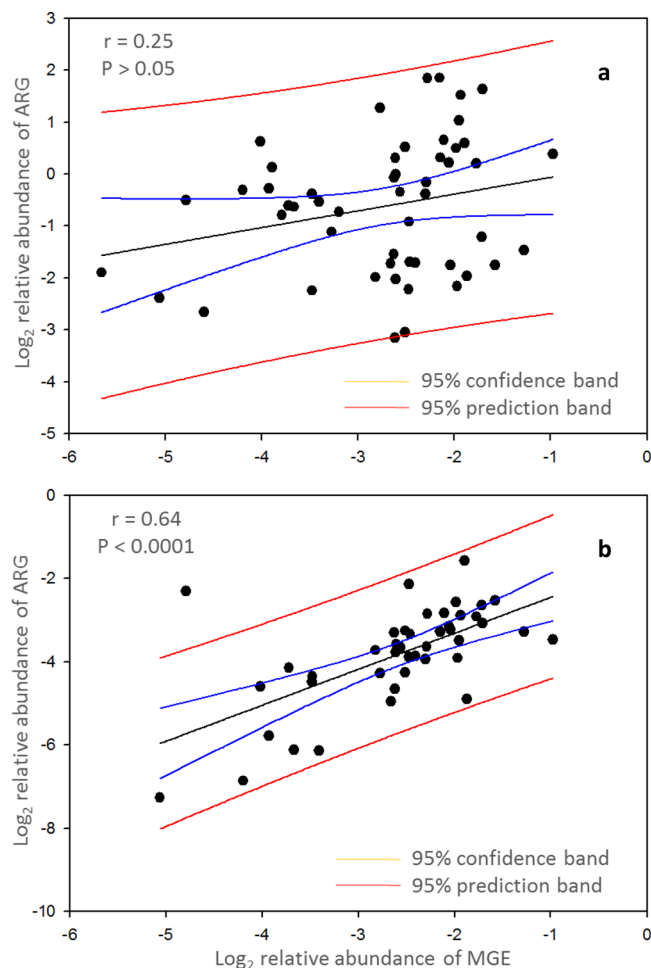 3
2
1
0
-1
-2
-3
-4
-5
Log2 relative abundance of ARG
r = 0.25
P > 0.05
a
95% confidence band
95% prediction band
-6 -5 -4 -3 -2 -1 0
0
-2
-4
-6
-8
-10
Log2 relative abundance of ARG
r = 0.64
P < 0.0001
b
95% confidence band
95% prediction band
-6 -5 -4 -3 -2 -1 0
Log2 relative abundance of MGE